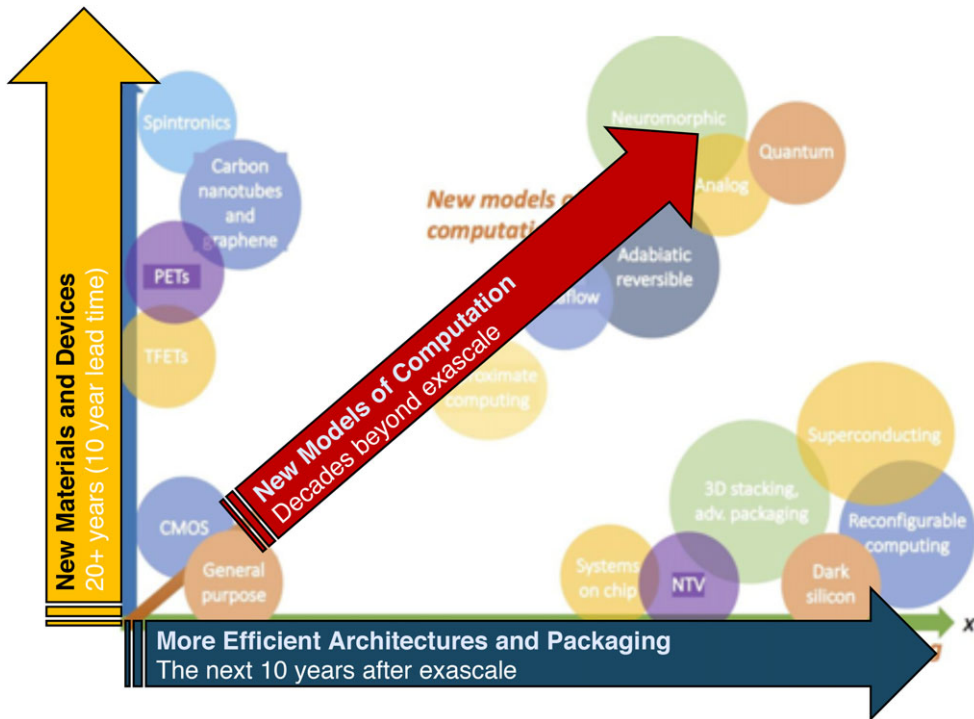 New Materials and Devices
20+ years (10 year lead time)
Spintronics
Carbon
nanotubes
and
graphene
PETs
TFETs
CMOS
General
purpose
New models
computation
Neuromorphic
Analog
Quantum
Adabiatic
reversible
computing
New Models of Computation
Decades beyond exascale
Superconducting
3D stacking,
adv. packaging
Reconfigurable
computing
Systems
on chip
NTV
Dark
silicon
x
More Efficient Architectures and Packaging
The next 10 years after exascale